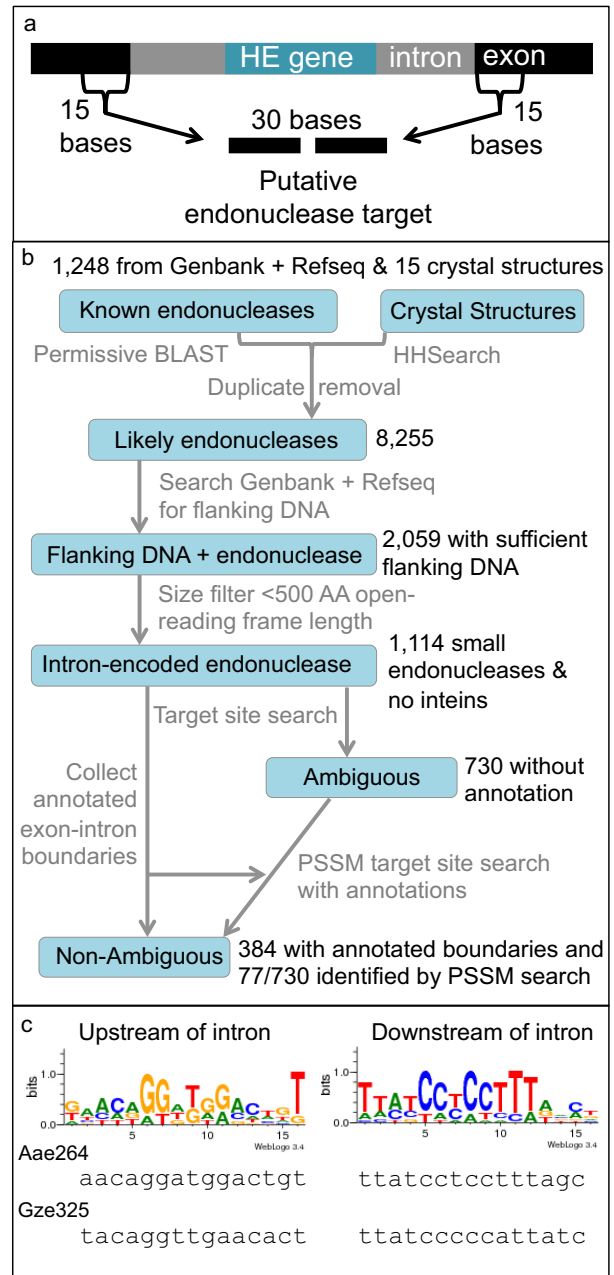 a
HE gene intron exon
15 bases
30 bases
15 bases
Putative
endonuclease target
b
1,248 from Genbank + Refseq & 15 crystal structures
Known endonucleases
Crystal Structures
Permissive BLAST
HHSearch
Duplicate removal
Likely endonucleases
8,255
Search Genbank + Refseq
for flanking DNA
Flanking DNA + endonuclease
2,059 with sufficient
flanking DNA
Size filter <500 AA open-
reading frame length
Intron-encoded endonuclease
1,114 small
endonucleases &
no inteins
Target site search
Collect
annotated
exon-intron
boundaries
Ambiguous
730 without
annotation
PSSM target site search
with annotations
Non-Ambiguous
384 with annotated boundaries and
77/730 identified by PSSM search
c
Upstream of intron
Downstream of intron
bits
1.0
0.0
5 10 15
WebLogo 3.4
bits
1.0
0.0
5 10 15
WebLogo 3.4
Aae264
aacaggatggactgt ttatcctcctttagc
Gze325
tacaggttgaacact ttatcccccattatc